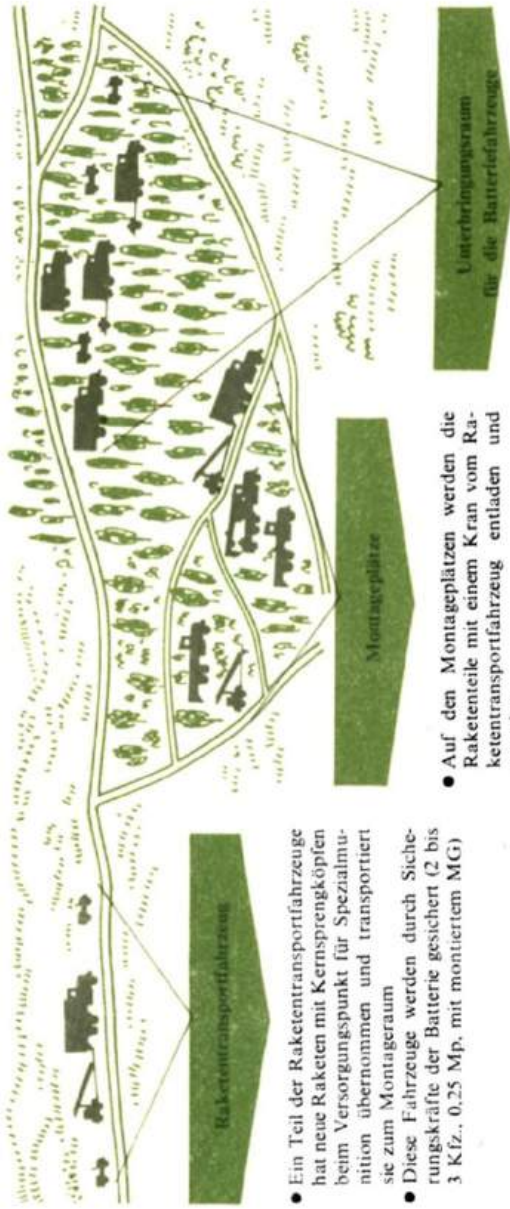 Raketentransportfahrzeug
● Ein Teil der Raketentransportfahrzeuge
hat neue Raketen mit Kernsprengköpfen
beim Versorgungspunkt für Spezialmu-
nition übernommen und transportiert
sie zum Montageraum
● Diese Fahrzeuge werden durch Siche-
rungskräfte der Batterie gesichert (2 bis
3 Kfz., 0,25 Mp, mit montiertem MG)
Montageplätze
● Auf den Montageplätzen werden die
Raketenteile mit einem Kran vom Ra-
ketentransportfahrzeug entladen und
Unterbringungsraum
für die Batteriefahrzeuge